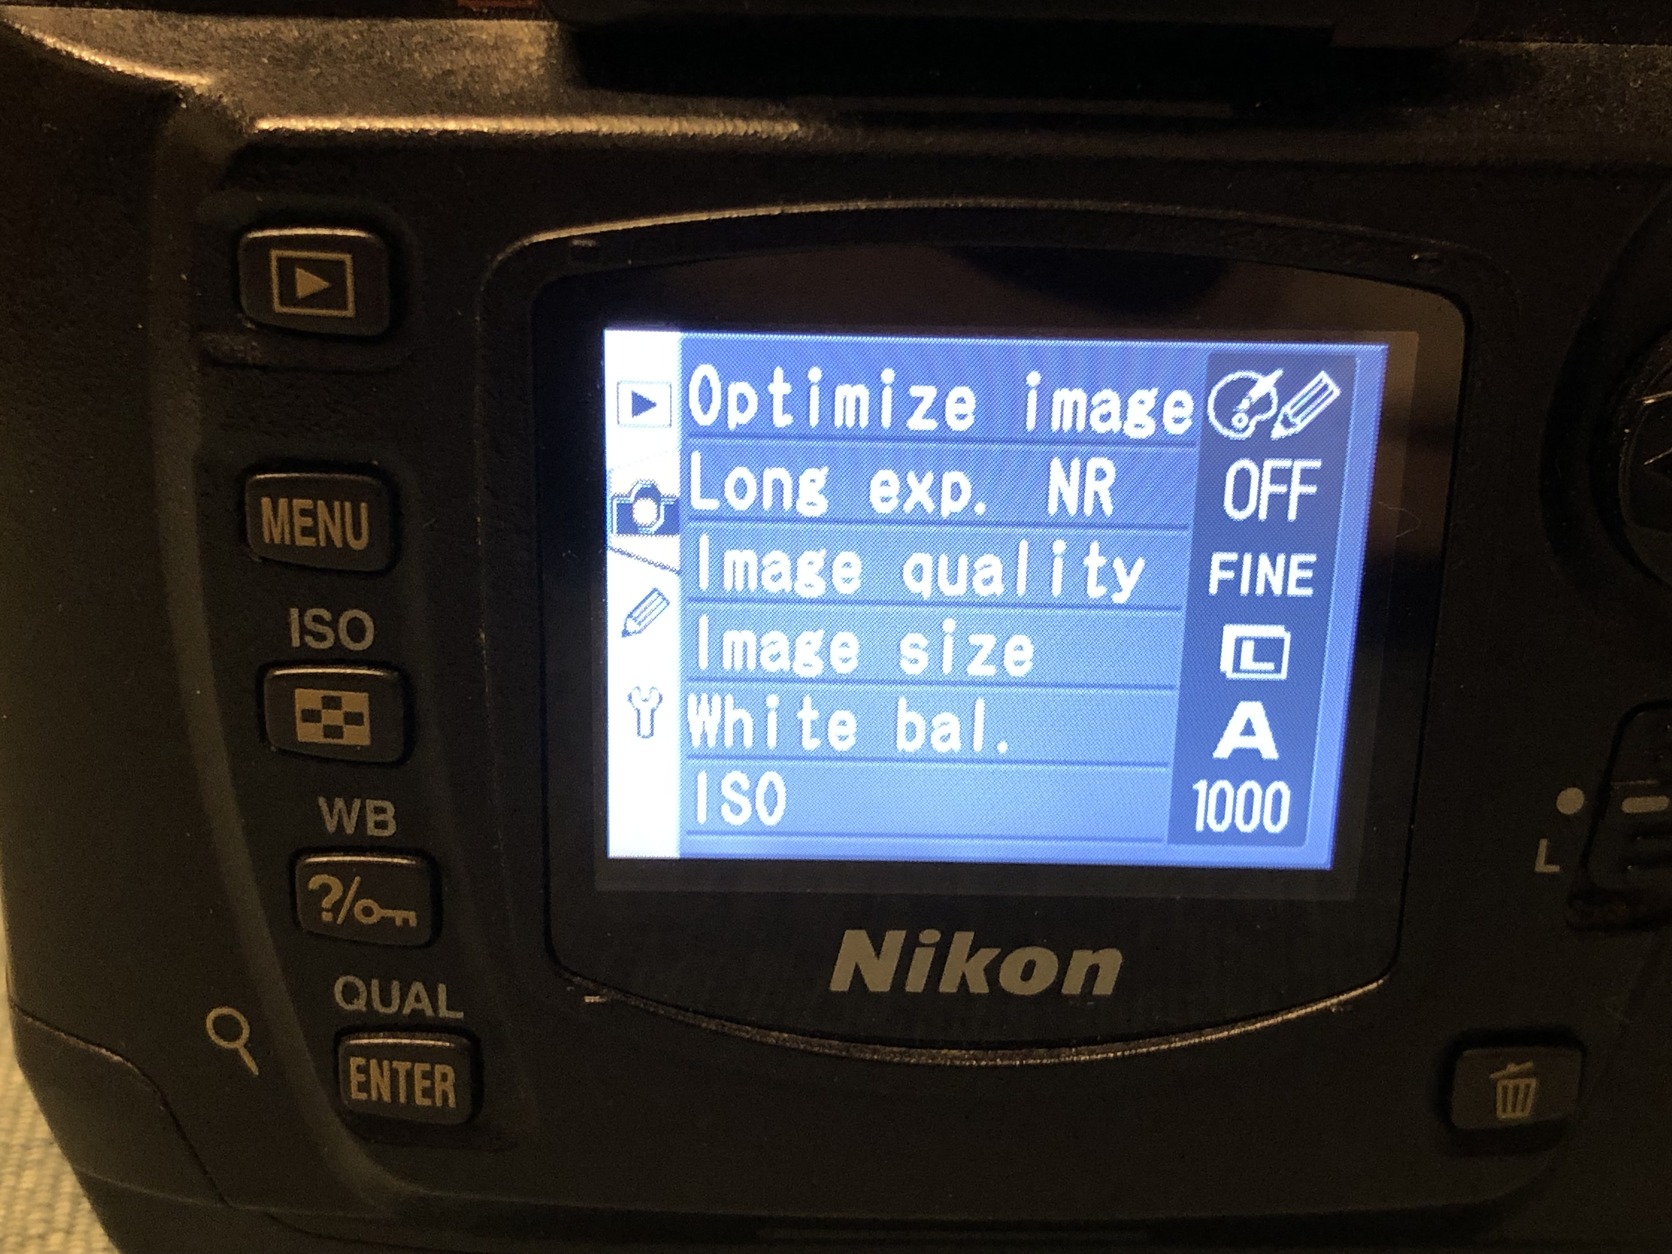 MENU
ISO
WB
?/
QUAL
ENTER
Optimize image
Long exp. NR OFF
Image quality FINE
Image size L
White bal. A
ISO 1000
Nikon
L